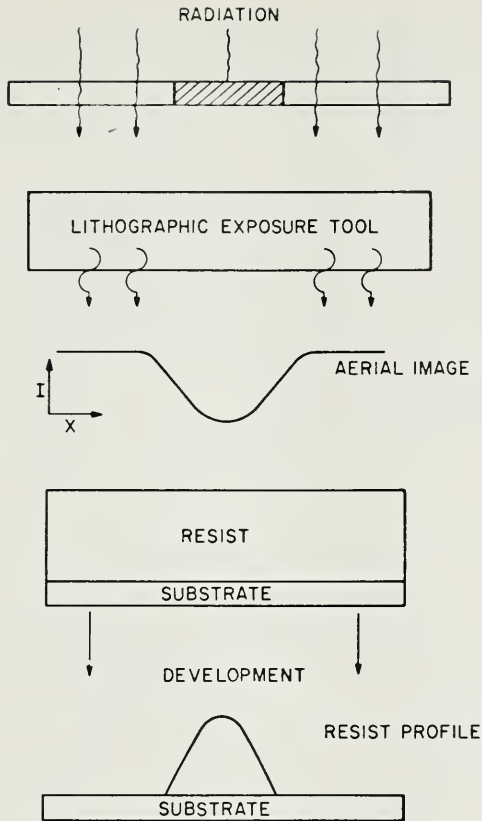 RADIATION
LITHOGRAPHIC EXPOSURE TOOL
AERIAL IMAGE
I
X
RESIST
SUBSTRATE
DEVELOPMENT
RESIST PROFILE
SUBSTRATE